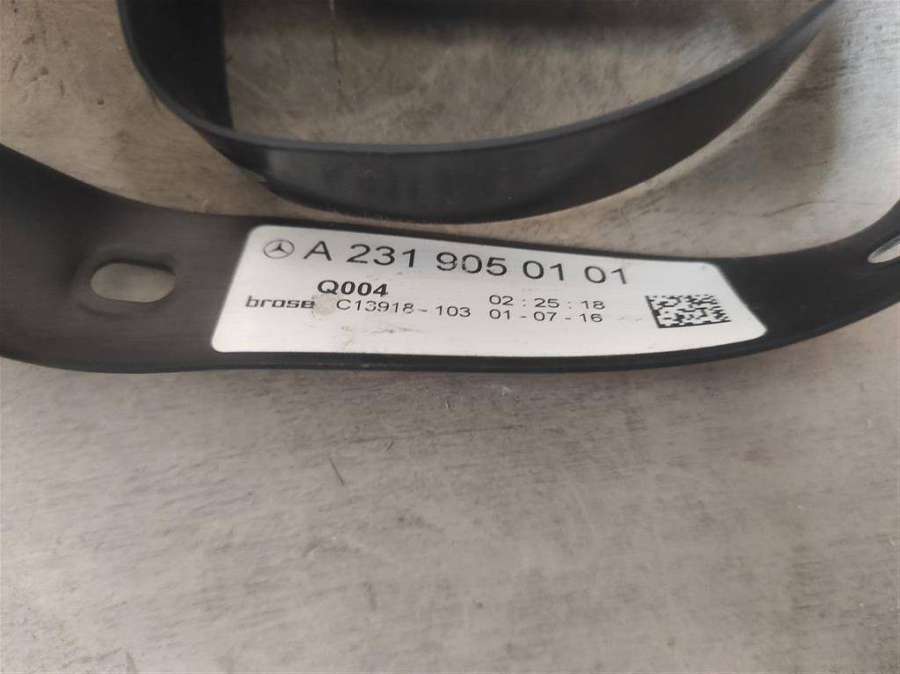 A 231 905 01 01
Q004
02 : 25 : 18
brose C13918 - 103 01 - 07 - 16